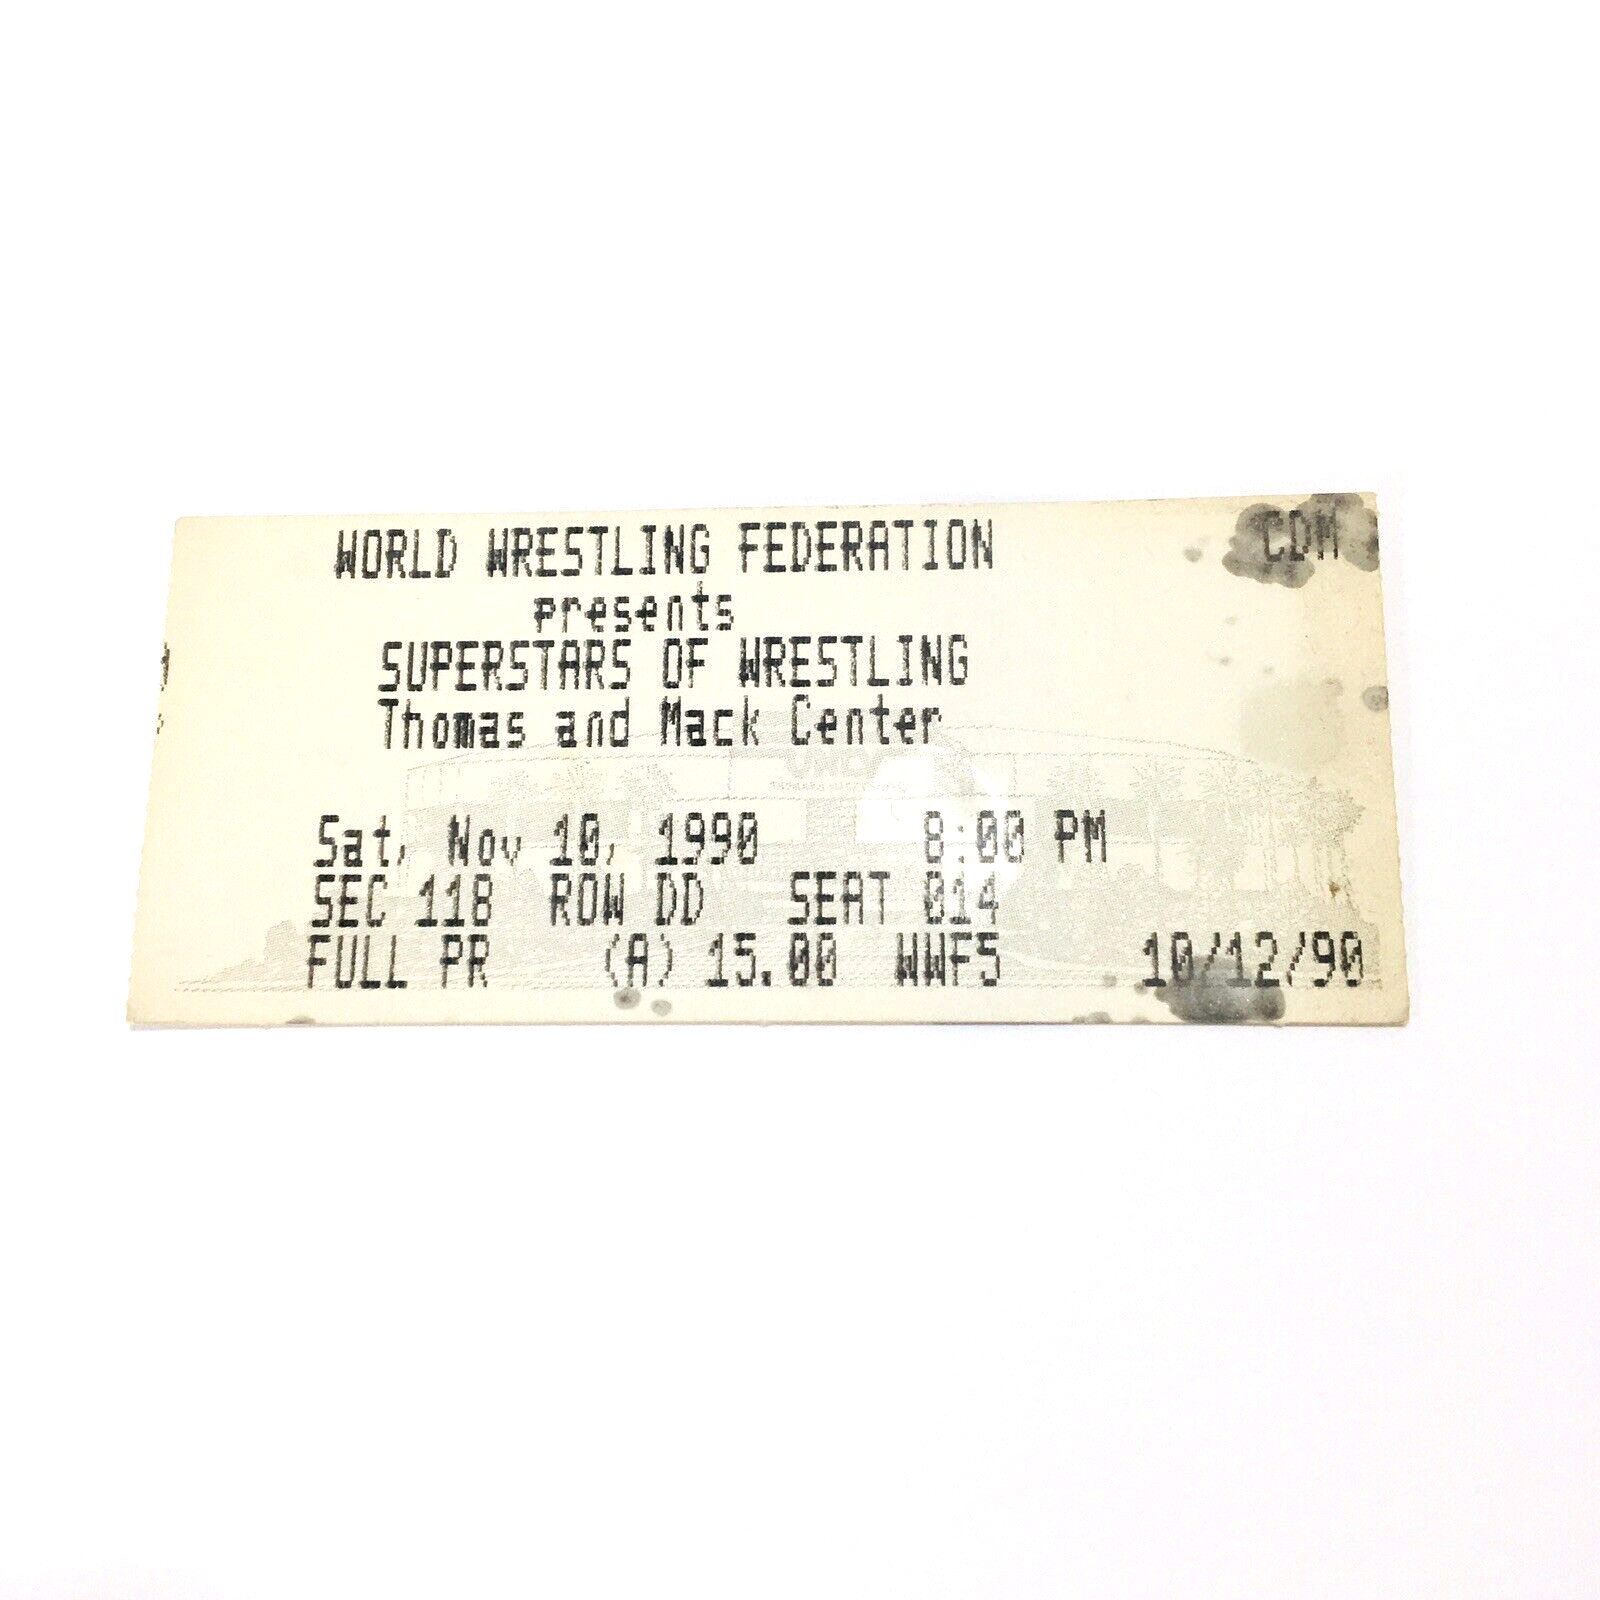 WORLD WRESTLING FEDERATION CDM
presents
SUPERSTARS OF WRESTLING
Thomas and Mack Center
Sat, Nov 10, 1990 8:00 PM
SEC 118 ROW DD SEAT 014
FULL PR (A) 15.00 WWF5 10/12/90